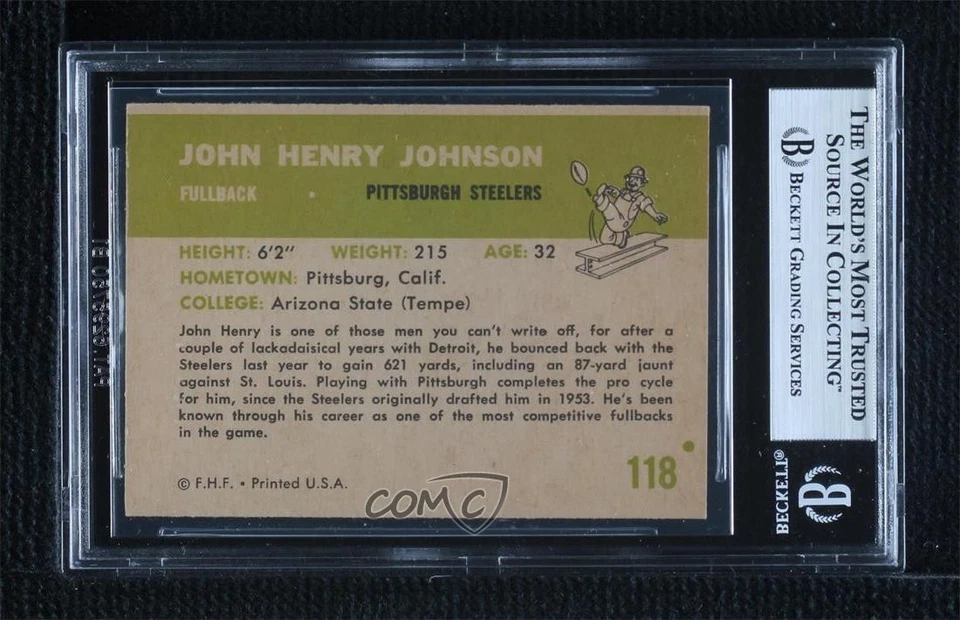 JOHN HENRY JOHNSON
FULLBACK • PITTSBURGH STEELERS
HEIGHT: 6'2" WEIGHT: 215 AGE: 32
HOMETOWN: Pittsburg, Calif.
COLLEGE: Arizona State (Tempe)
John Henry is one of those men you can't write off, for after a
couple of lackadaisical years with Detroit, he bounced back with the
Steelers last year to gain 621 yards, including an 87-yard jaunt
against St. Louis. Playing with Pittsburgh completes the pro cycle
for him, since the Steelers originally drafted him in 1953. He's been
known through his career as one of the most competitive fullbacks
in the game.
© F.H.F. • Printed U.S.A.
118
COMC
THE WORLD'S MOST TRUSTED
SOURCE IN COLLECTING™
B BECKETT GRADING SERVICES
BECKETT®
B